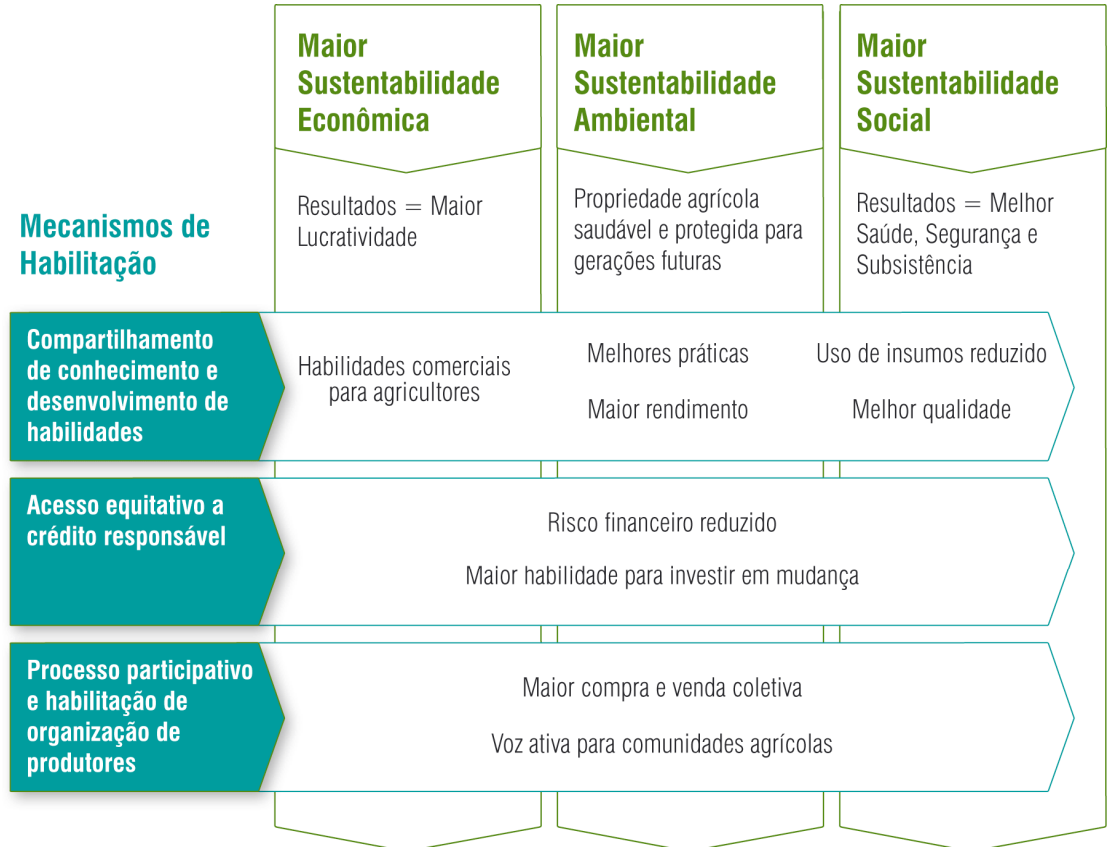 Maior
Sustentabilidade
Econômica
Maior
Sustentabilidade
Ambiental
Maior
Sustentabilidade
Social
Mecanismos de
Habilitação
Resultados = Maior
Lucratividade
Propriedade agrícola
saudável e protegida para
gerações futuras
Resultados = Melhor
Saúde, Segurança e
Subsistência
Compartilhamento
de conhecimento e
desenvolvimento de
habilidades
Habilidades comerciais
para agricultores
Melhores práticas
Maior rendimento
Uso de insumos reduzido
Melhor qualidade
Acesso equitativo a
crédito responsável
Risco financeiro reduzido
Maior habilidade para investir em mudança
Processo participativo
e habilitação de
organização de
produtores
Maior compra e venda coletiva
Voz ativa para comunidades agrícolas